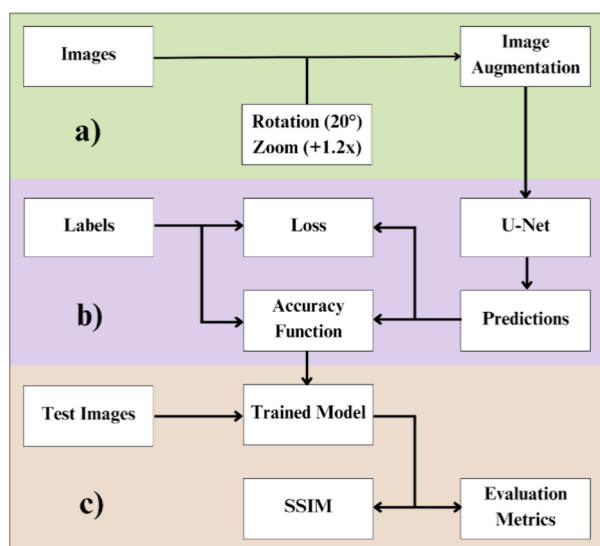 Images
Image
Augmentation
a)
Rotation (20°)
Zoom (+1.2x)
Labels
Loss
U-Net
b)
Accuracy
Function
Predictions
Test Images
Trained Model
c)
SSIM
Evaluation
Metrics